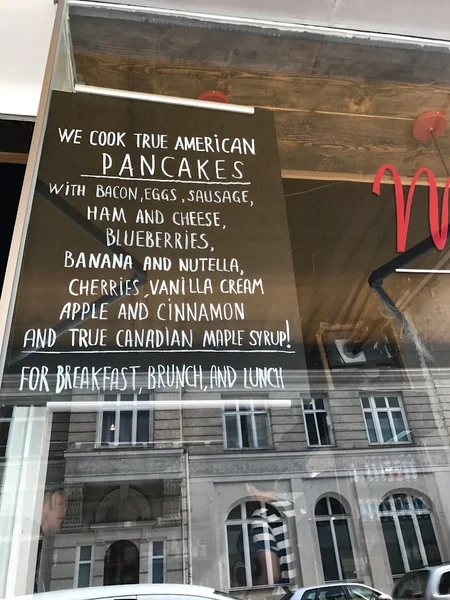 WE COOK TRUE AMERICAN
PANCAKES
WITH BACON, EGGS, SAUSAGE,
HAM AND CHEESE,
BLUEBERRIES,
BANANA AND NUTELLA,
CHERRIES, VANILLA CREAM
APPLE AND CINNAMON
AND TRUE CANADIAN MAPLE SYRUP!
FOR BREAKFAST, BRUNCH, AND LUNCH